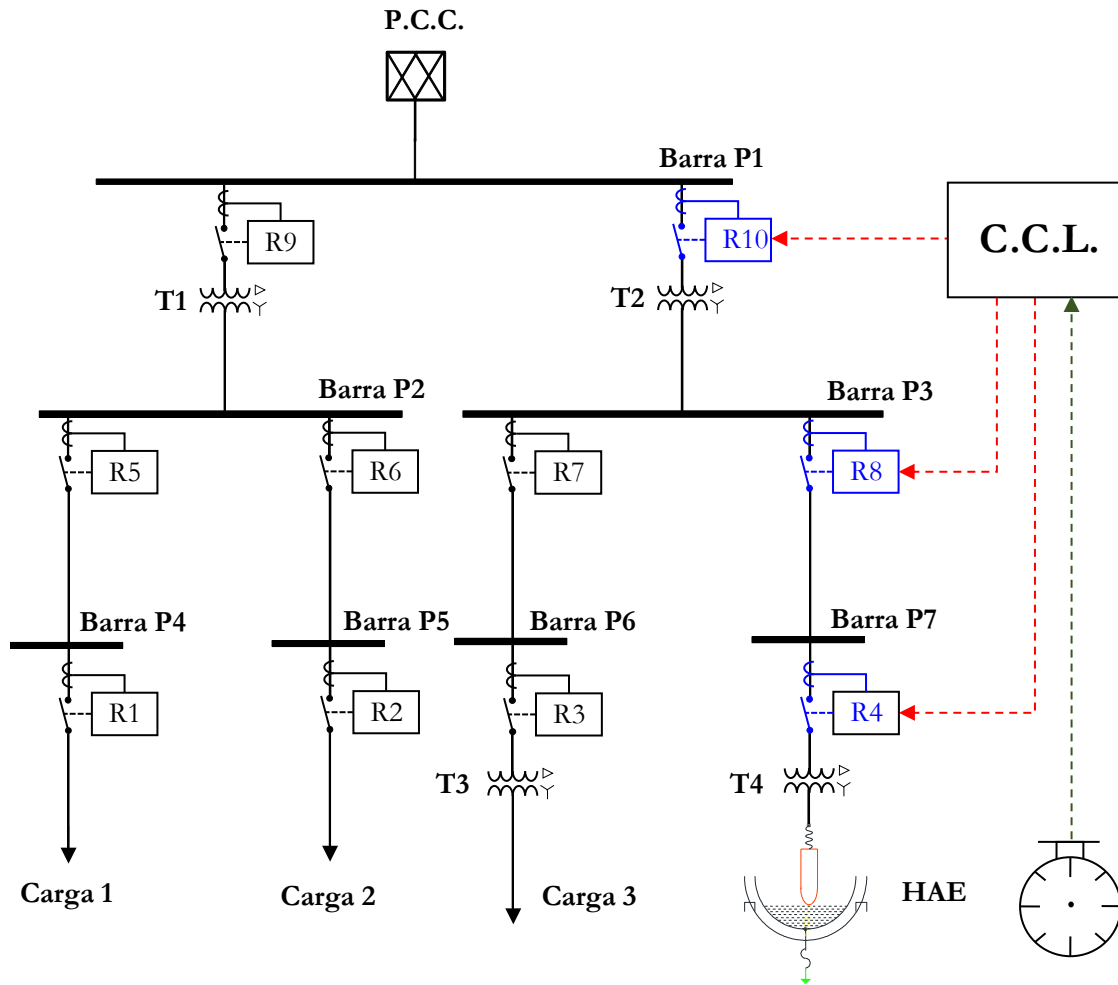 P.C.C.
Barra P1
R9
R10
C.C.L.
T1
T2
Barra P2
Barra P3
R5
R6
R7
R8
Barra P4
Barra P5
Barra P6
Barra P7
R1
R2
R3
R4
T3
T4
Carga 1
Carga 2
Carga 3
HAE